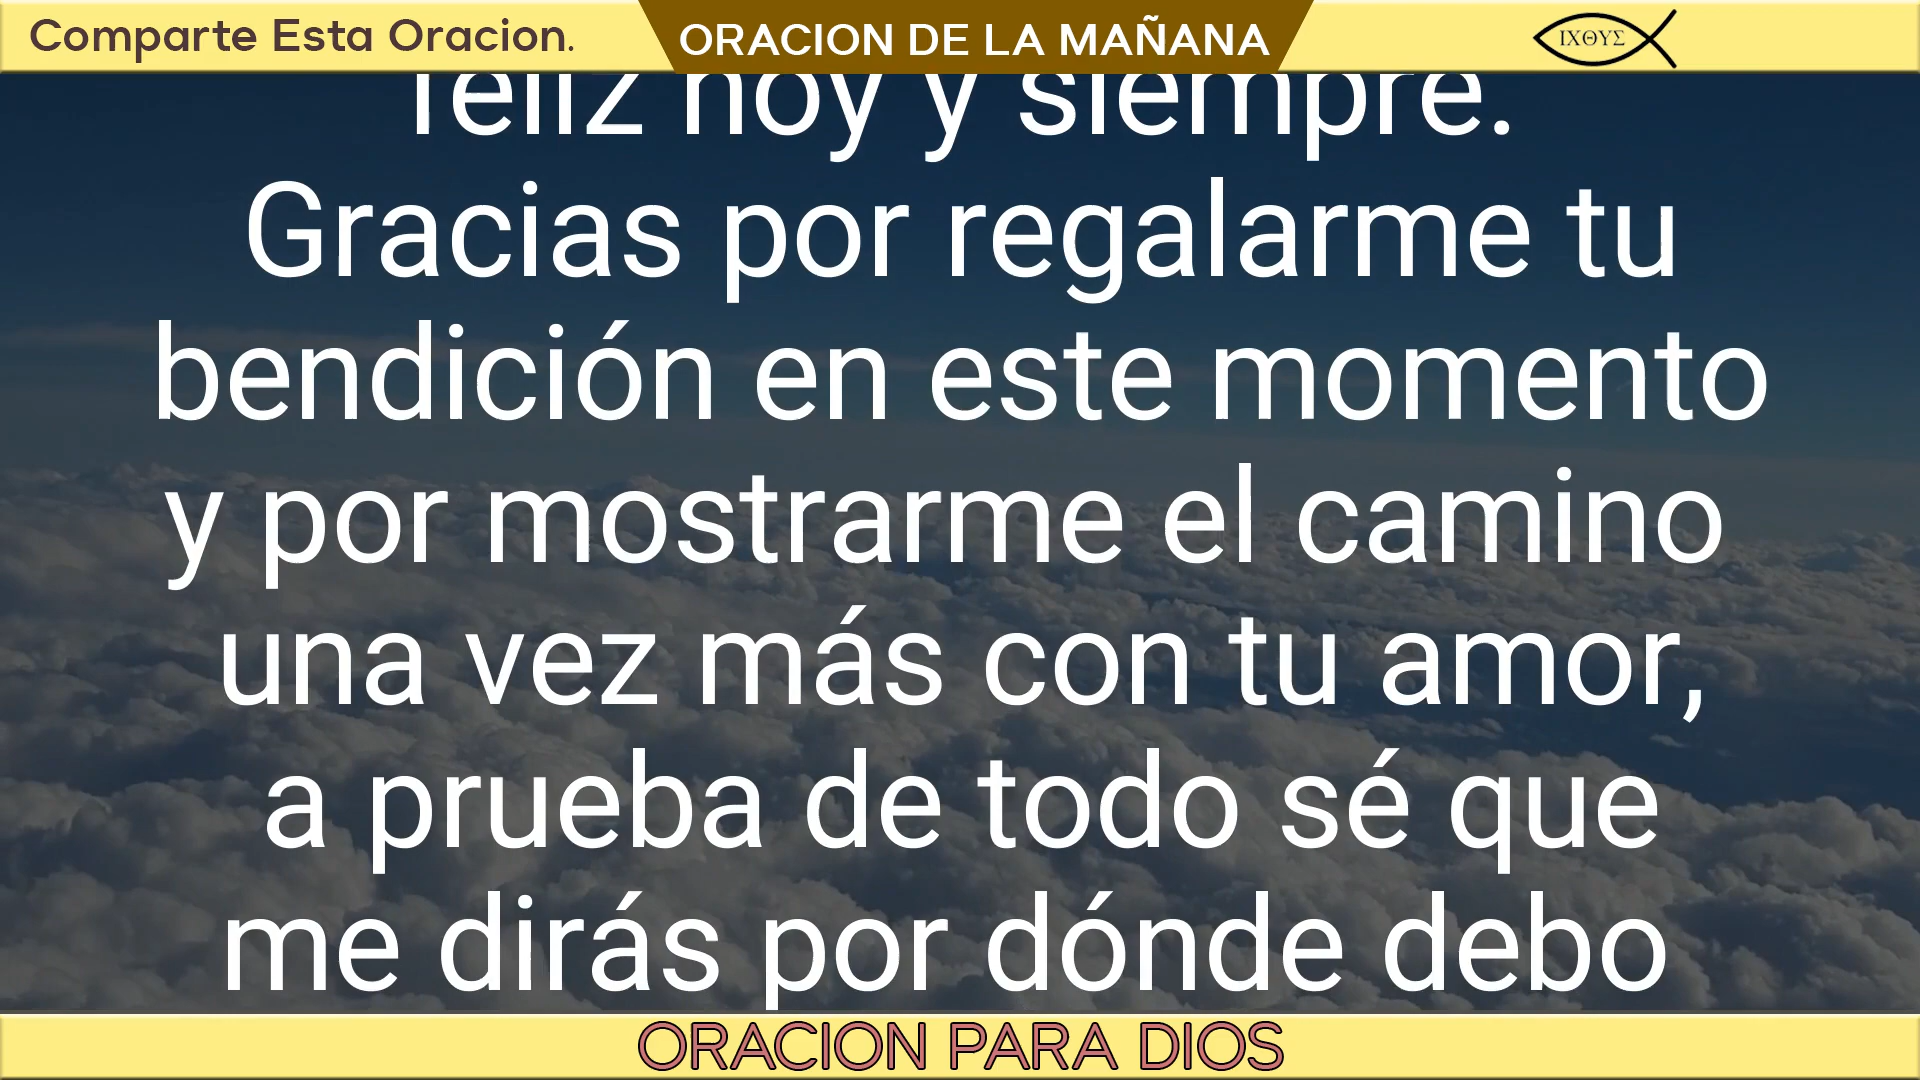 Comparte Esta Oracion.
ORACION DE LA MAÑANA
ΙΧΘΥΣ
feliz hoy y siempre.
Gracias por regalarme tu
bendición en este momento
y por mostrarme el camino
una vez más con tu amor,
a prueba de todo sé que
me dirás por dónde debo
ORACION PARA DIOS